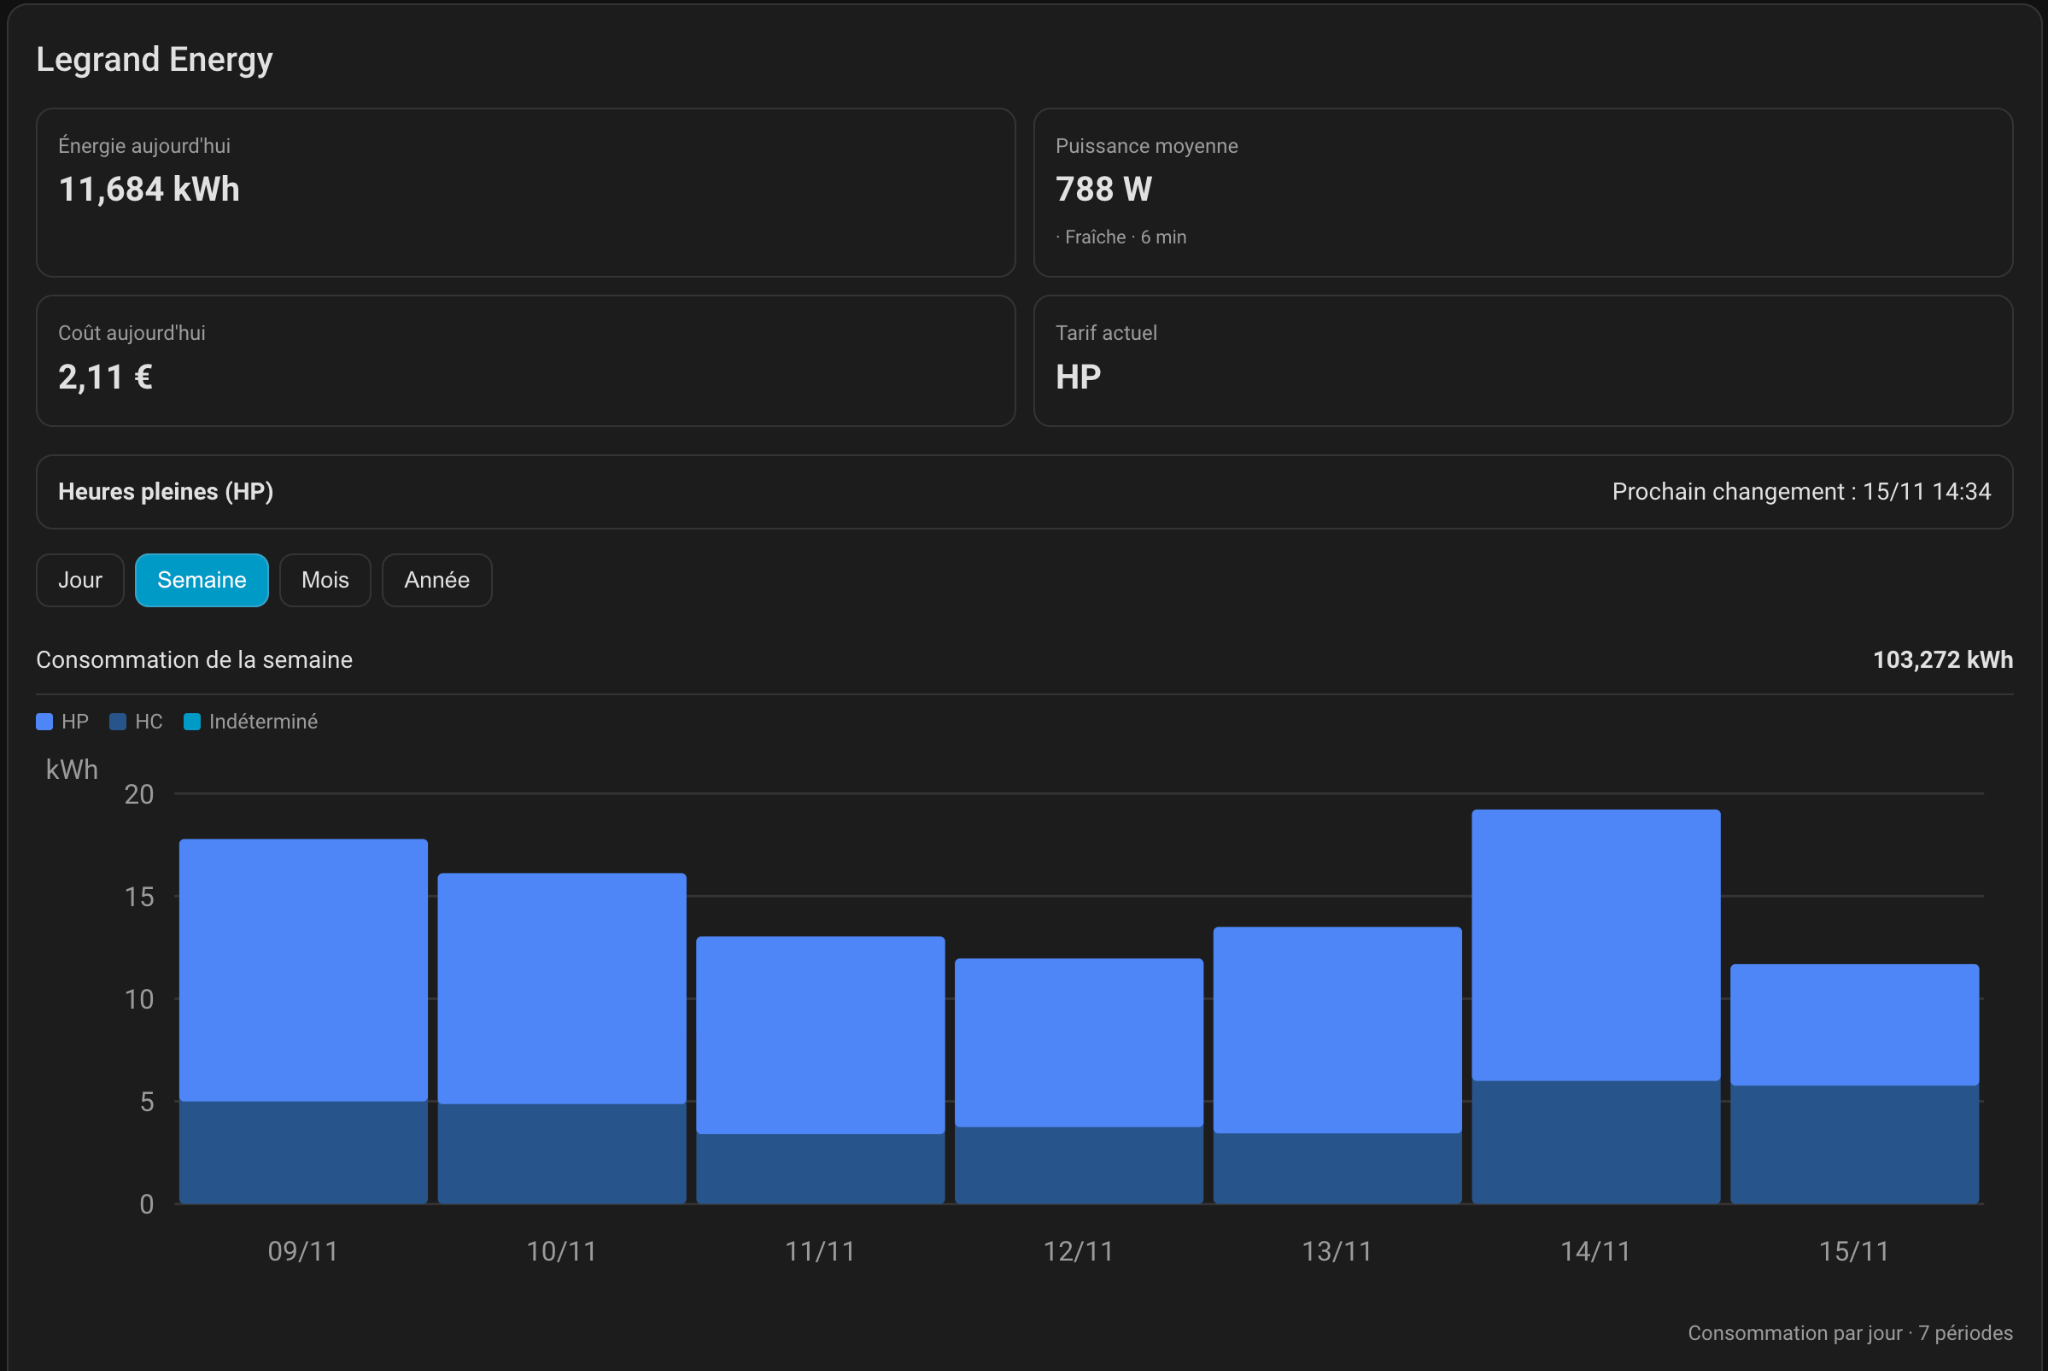 Legrand Energy
Énergie aujourd'hui
11,684 kWh
Puissance moyenne
788 W
· Fraîche · 6 min
Coût aujourd'hui
2,11 €
Tarif actuel
HP
Heures pleines (HP)
Prochain changement : 15/11 14:34
Jour
Semaine
Mois
Année
Consommation de la semaine
103,272 kWh
HP
HC
Indéterminé
kWh
20
15
10
5
0
09/11
10/11
11/11
12/11
13/11
14/11
15/11
Consommation par jour · 7 périodes